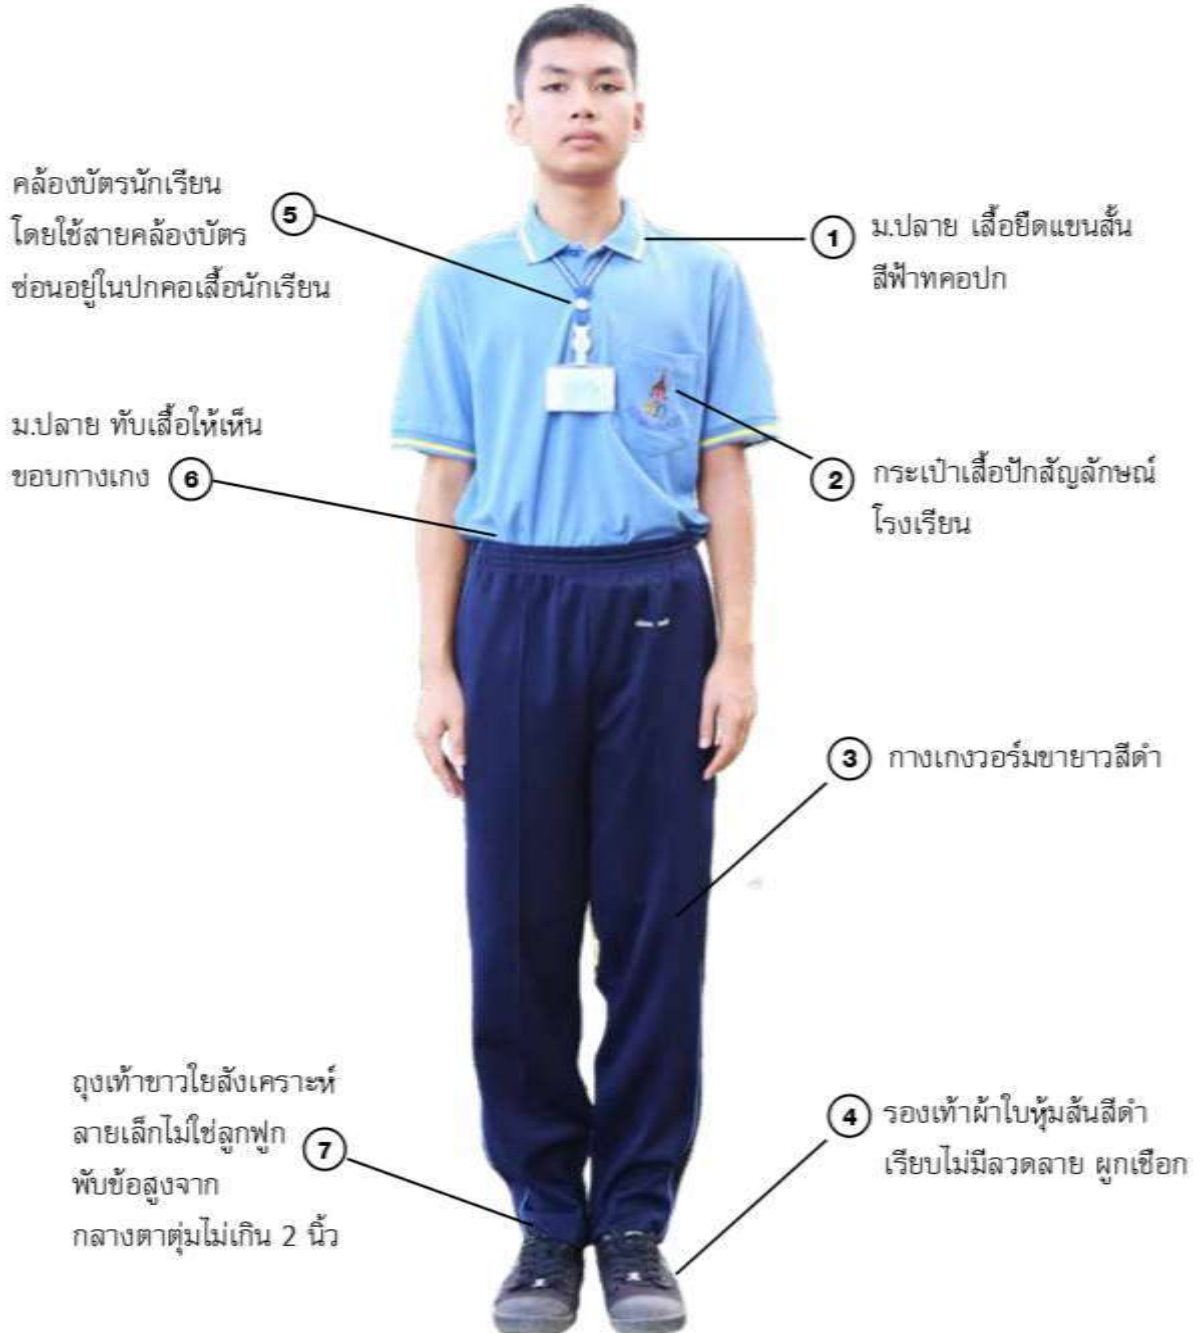 คล้องบัตรนักเรียน
โดยใช้สายคล้องบัตร
ซ่อนอยู่ในปกคอเสื้อนักเรียน
5
1
ม.ปลาย เสื้อยืดแขนสั้น
สีฟ้าทคอปก
ม.ปลาย ทับเสื้อให้เห็น
ขอบกางเกง
6
2
กระเป๋าเสื้อปักสัญลักษณ์
โรงเรียน
3
กางเกงวอร์มขายาวสีดำ
ถุงเท้าขาวใยสังเคราะห์
ลายเล็กไม่ใช่ลูกฟูก
พับข้อสูงจาก
กลางตาตุ่มไม่เกิน 2 นิ้ว
7
4
รองเท้าผ้าใบหุ้มส้นสีดำ
เรียบไม่มีลวดลาย ผูกเชือก